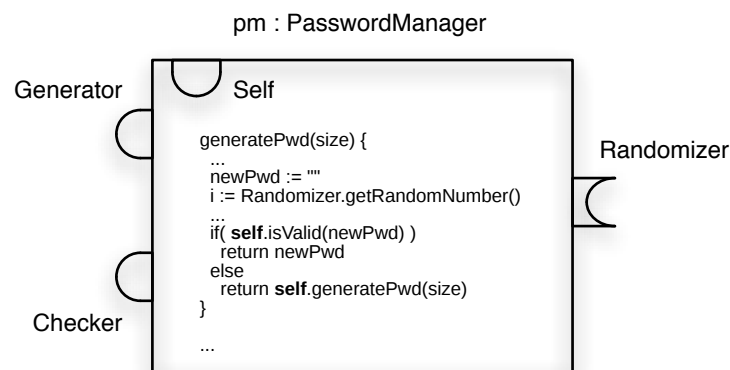 pm : PasswordManager
Generator
Self
generatePwd(size) {
...
newPwd := ""
i := Randomizer.getRandomNumber()
...
if( self.isValid(newPwd) )
return newPwd
else
return self.generatePwd(size)
}
...
Randomizer
Checker